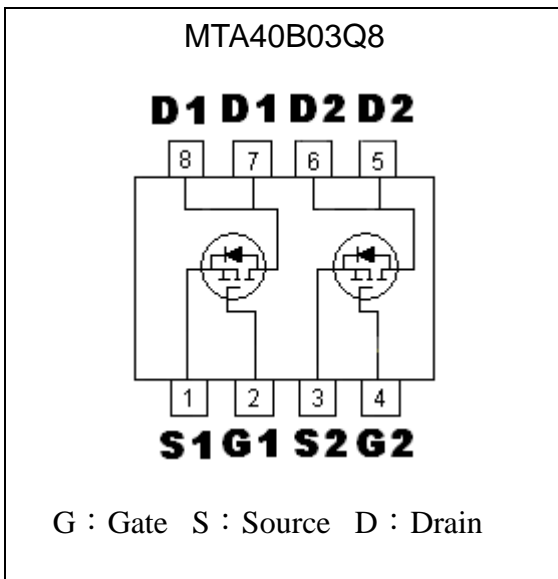 MTA40B03Q8
D1 D1 D2 D2
8 7 6 5
1 2 3 4
S1 G1 S2 G2
G：Gate S：Source D：Drain